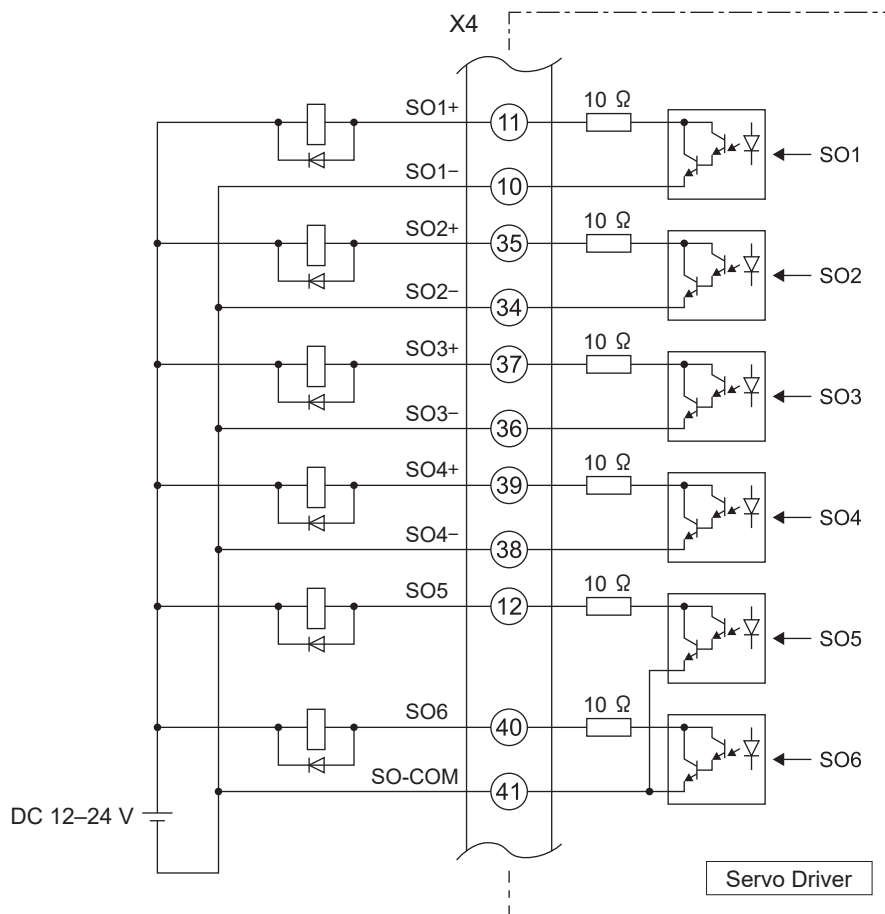 X4
SO1+
11
10 Ω
SO1
SO1−
10
SO2+
35
10 Ω
SO2
SO2−
34
SO3+
37
10 Ω
SO3
SO3−
36
SO4+
39
10 Ω
SO4
SO4−
38
SO5
12
10 Ω
SO5
SO6
40
10 Ω
SO6
SO-COM
41
DC 12–24 V
Servo Driver